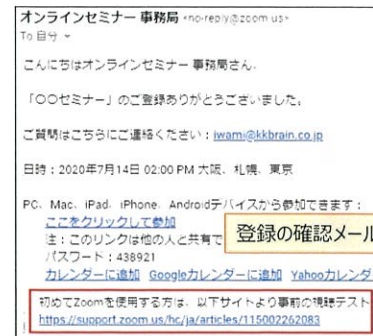 オンラインセミナー 事務局 <no-reply@zoom.us>
To 自分
こんにちはオンラインセミナー 事務局さん、
「〇〇セミナー」のご登録ありがとうございました。
ご質問はこちらにご連絡ください：iwami@kkbrain.co.jp
日時：2020年7月14日 02:00 PM 大阪、札幌、東京
PC、Mac、iPad、iPhone、Androidデバイスから参加できます：
ここをクリックして参加
注：このリンクは他の人と共有で
登録の確認メール
パスワード：438921
カレンダーに追加 Googleカレンダーに追加 Yahooカレンダ
初めてZoomを使用する方は、以下サイトより事前の視聴テスト
https://support.zoom.us/hc/ja/articles/115002262083